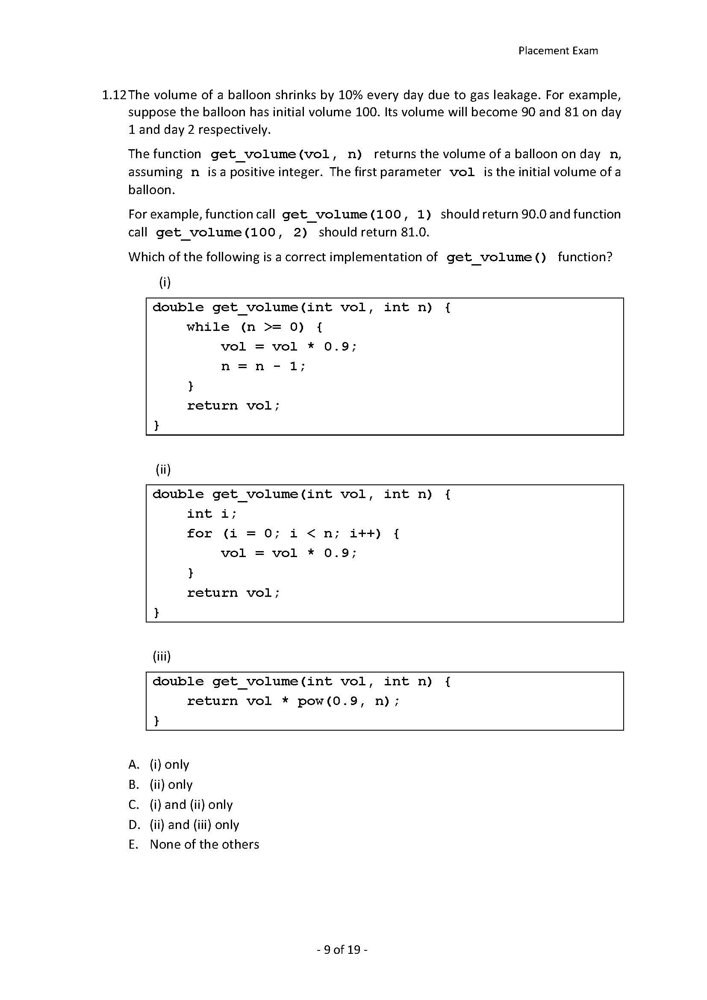 Placement Exam
1.12 The volume of a balloon shrinks by 10% every day due to gas leakage. For example,
suppose the balloon has initial volume 100. Its volume will become 90 and 81 on day
1 and day 2 respectively.
The function get_volume(vol, n) returns the volume of a balloon on day n,
assuming n is a positive integer. The first parameter vol is the initial volume of a
balloon.
For example, function call get_volume(100, 1) should return 90.0 and function
call get_volume(100, 2) should return 81.0.
Which of the following is a correct implementation of get_volume() function?
(i)
double get_volume(int vol, int n) {
    while (n >= 0) {
        vol = vol * 0.9;
        n = n - 1;
    }
    return vol;
}
(ii)
double get_volume(int vol, int n) {
    int i;
    for (i = 0; i < n; i++) {
        vol = vol * 0.9;
    }
    return vol;
}
(iii)
double get_volume(int vol, int n) {
    return vol * pow(0.9, n);
}
A. (i) only
B. (ii) only
C. (i) and (ii) only
D. (ii) and (iii) only
E. None of the others
- 9 of 19 -